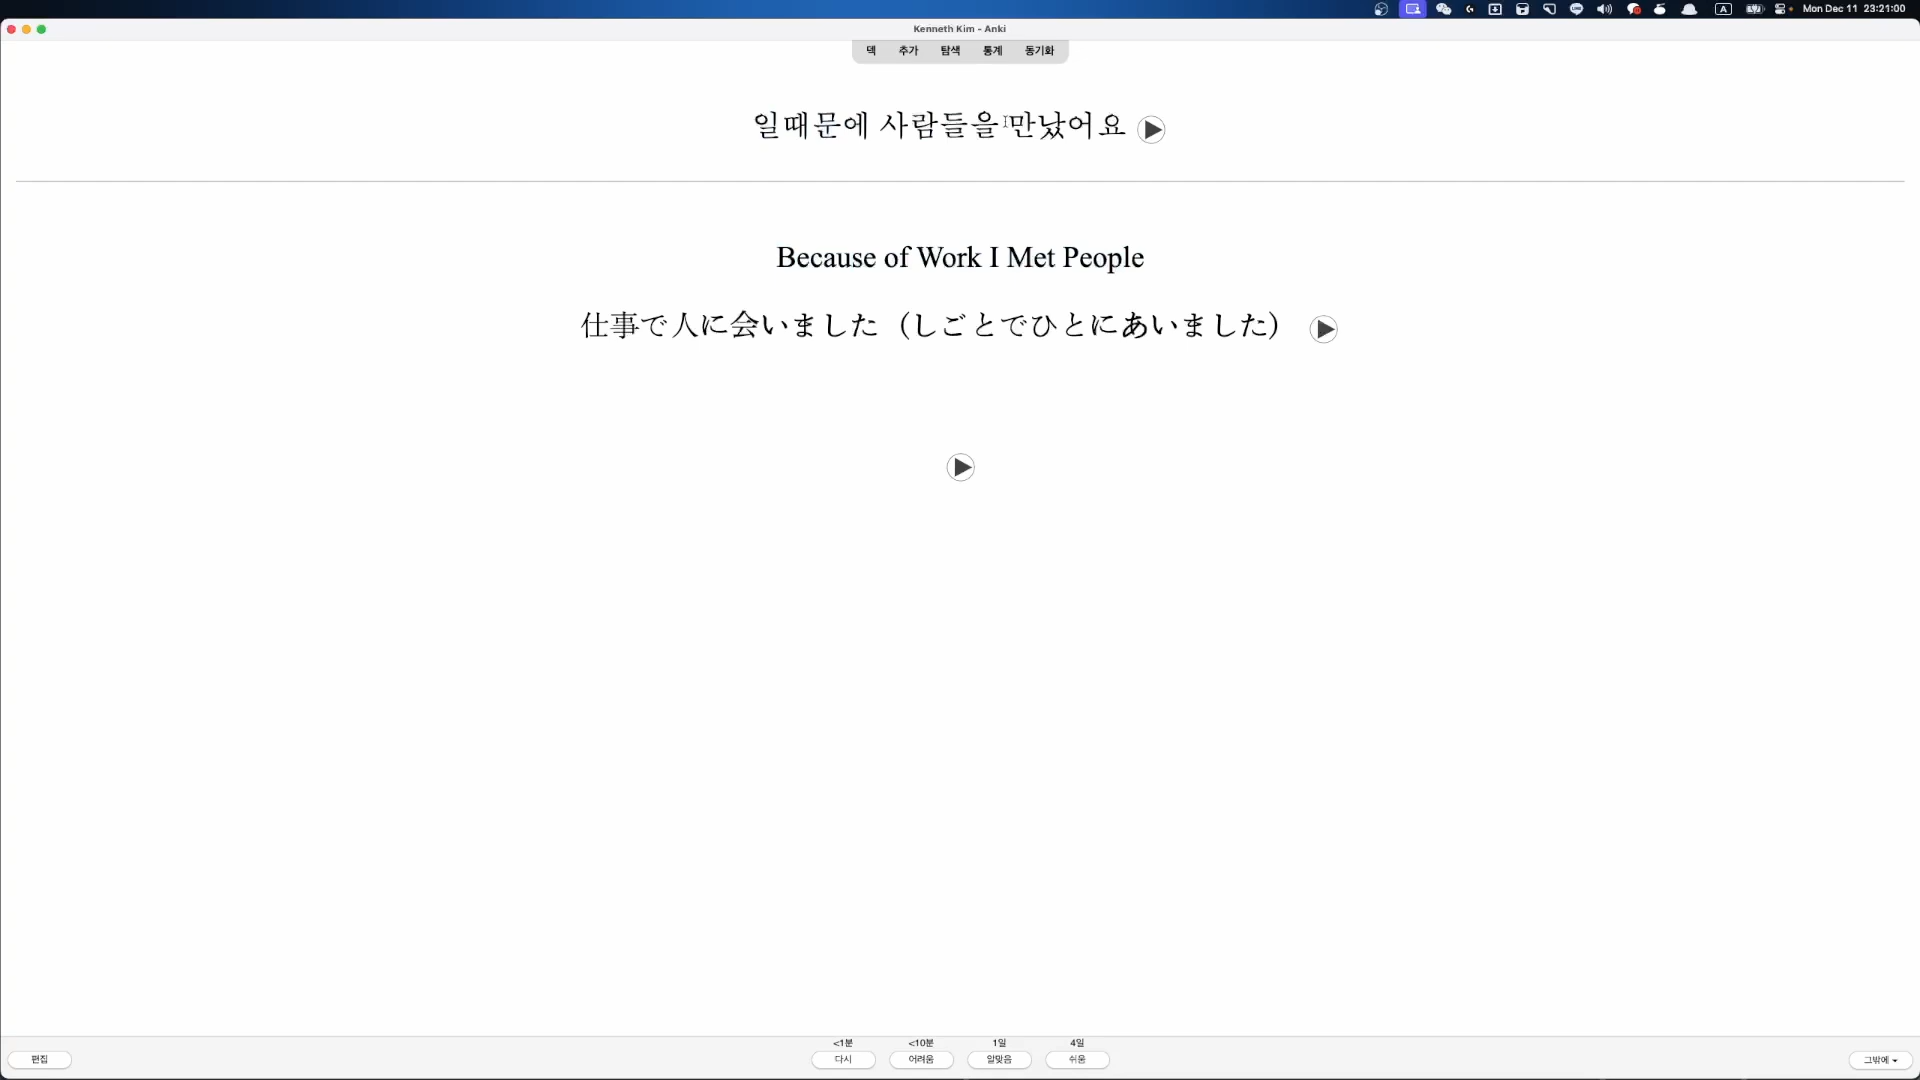 Mon Dec 11 23:21:00
Kenneth Kim - Anki
덱 추가 탐색 통계 동기화
일때문에 사람들을 만났어요
Because of Work I Met People
仕事で人に会いました（しごとでひとにあいました）
<1분 <10분 1일 4일
편집 다시 어려움 알맞음 쉬움 그밖에